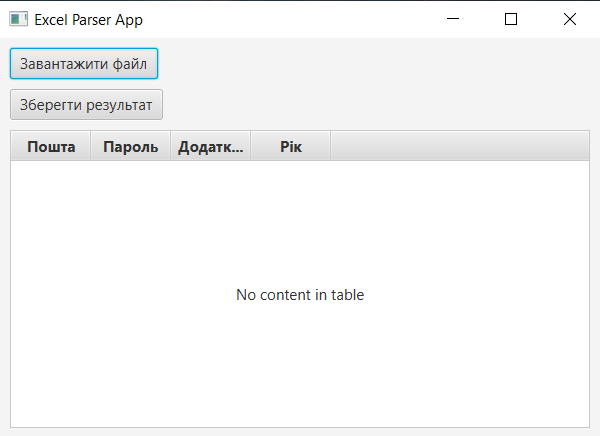 Excel Parser App
Завантажити файл
Зберегти результат
Пошта Пароль Додатк... Рік
No content in table